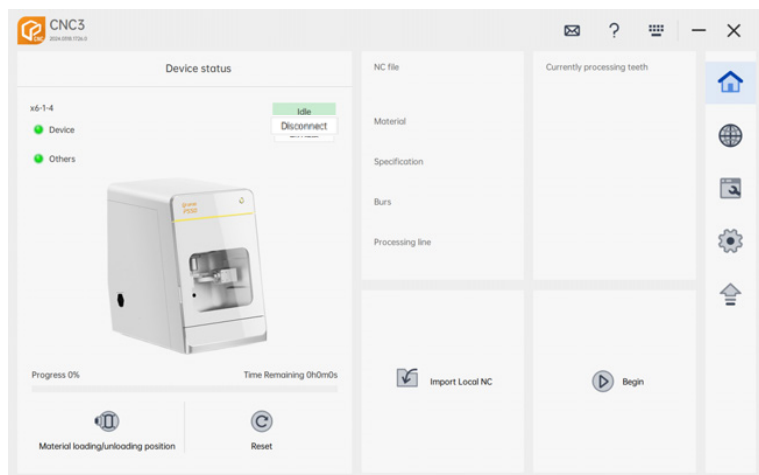 CNC3
Device status
x6-1-4
Idle
Disconnect
Device
Others
Progress 0%
Time Remaining 0h0m0s
Material loading/unloading position
Reset
NC file
Material
Specification
Burs
Processing line
Currently processing teeth
Import Local NC
Begin